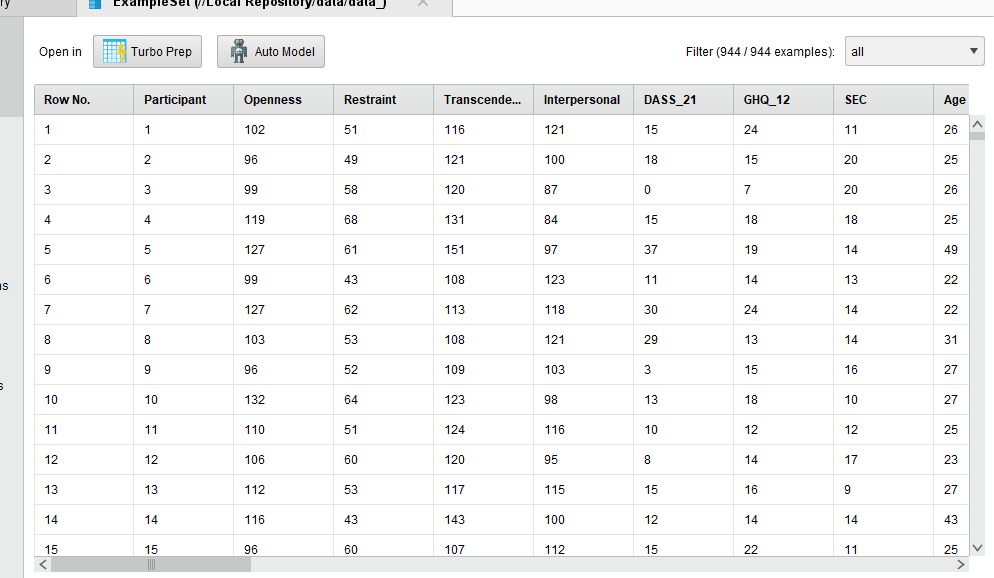 ry
ExampleSet (//Local Repository/data/data_)
Open in Turbo Prep Auto Model Filter (944 / 944 examples): all
Row No. Participant Openness Restraint Transcende... Interpersonal DASS_21 GHQ_12 SEC Age
1 1 102 51 116 121 15 24 11 26
2 2 96 49 121 100 18 15 20 25
3 3 99 58 120 87 0 7 20 26
4 4 119 68 131 84 15 18 18 25
5 5 127 61 151 97 37 19 14 49
6 6 99 43 108 123 11 14 13 22
7 7 127 62 113 118 30 24 14 22
8 8 103 53 108 121 29 13 14 31
9 9 96 52 109 103 3 15 16 27
10 10 132 64 123 98 13 18 10 27
11 11 110 51 124 116 10 12 12 25
12 12 106 60 120 95 8 14 17 23
13 13 112 53 117 115 15 16 9 27
14 14 116 43 143 100 12 14 14 43
15 15 96 60 107 112 15 22 11 25